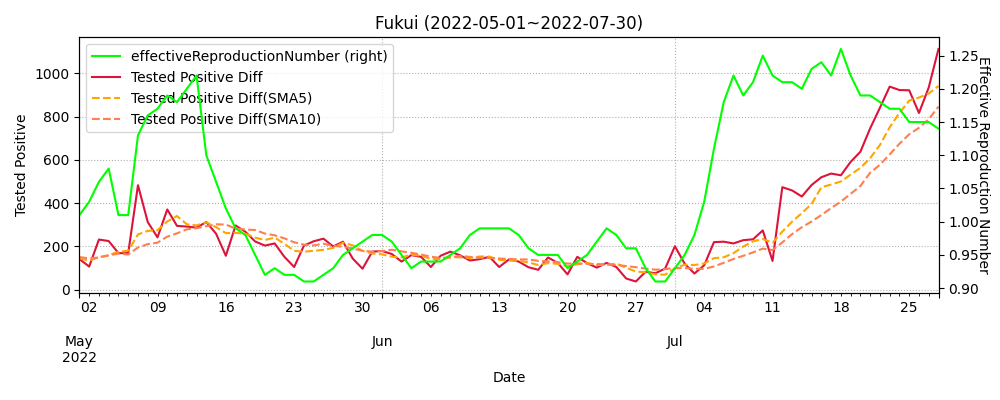 Fukui (2022-05-01~2022-07-30)
effectiveReproductionNumber (right)
Tested Positive Diff
Tested Positive Diff(SMA5)
Tested Positive Diff(SMA10)
Tested Positive
1000
800
600
400
200
0
1.25
1.20
1.15
1.10
1.05
1.00
0.95
0.90
Effective Reproduction Number
02 09 16 23 30 06 13 20 27 04 11 18 25
May Jun Jul
2022
Date